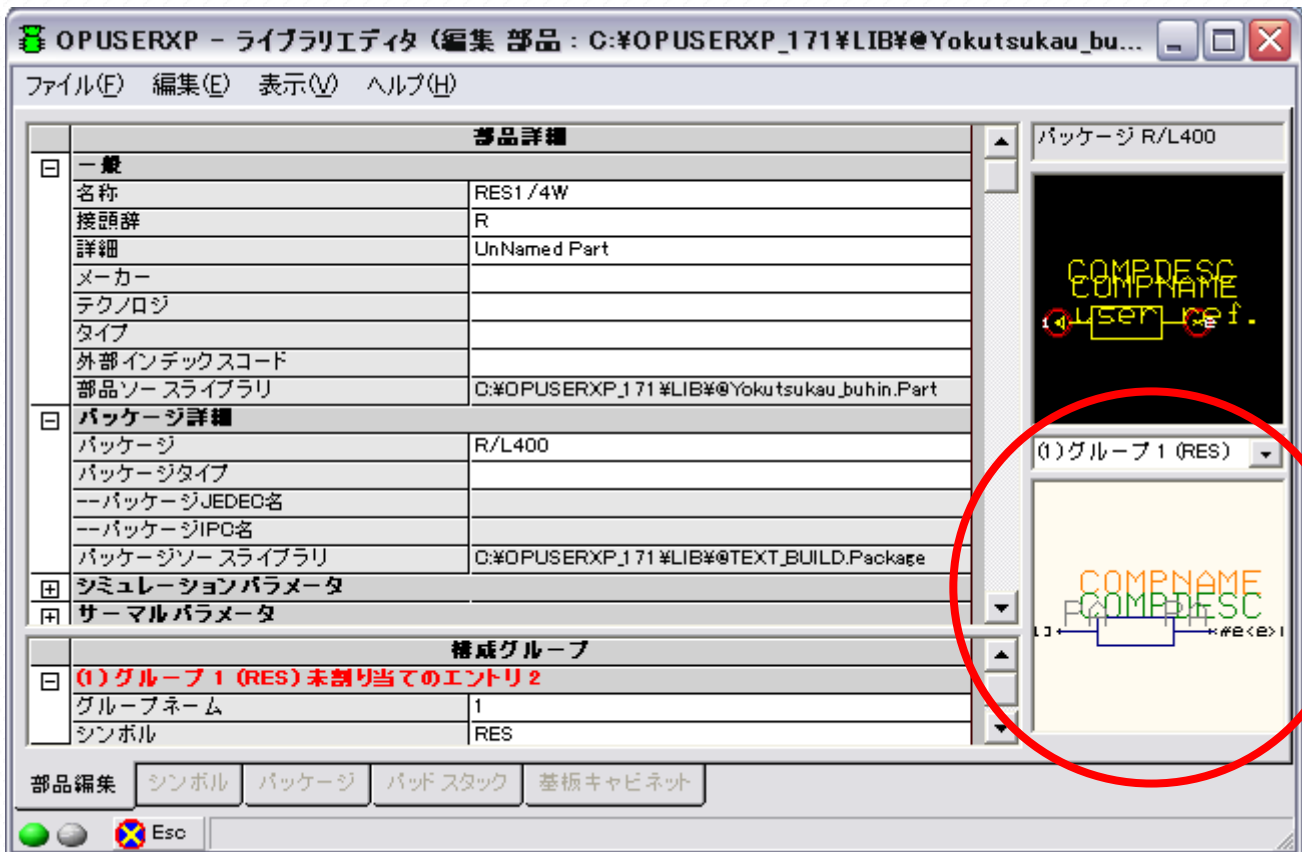 OPUSERXP - ライブラリエディタ (編集 部品 : C:¥OPUSERXP_171¥LIB¥@Yokutsukau_bu...
ファイル(F) 編集(E) 表示(V) ヘルプ(H)
部品詳細
一般
名称 RES1/4W
接頭辞 R
詳細 UnNamed Part
メーカー
テクノロジ
タイプ
外部インデックスコード
部品ソースライブラリ C:¥OPUSERXP_171¥LIB¥@Yokutsukau_buhin.Part
パッケージ詳細
パッケージ R/L400
パッケージタイプ
--パッケージJEDEC名
--パッケージIPC名
パッケージソースライブラリ C:¥OPUSERXP_171¥LIB¥@TEXT_BUILD.Package
シミュレーションパラメータ
サーマルパラメータ
構成グループ
(1)グループ 1 (RES) 未割り当てのエントリ 2
グループネーム 1
シンボル RES
パッケージ R/L400
COMPDESC
COMPNAME
user ref.
(1)グループ 1 (RES)
COMPNAME
COMPDESC
部品編集 シンボル パッケージ パッドスタック 基板キャビネット
Esc